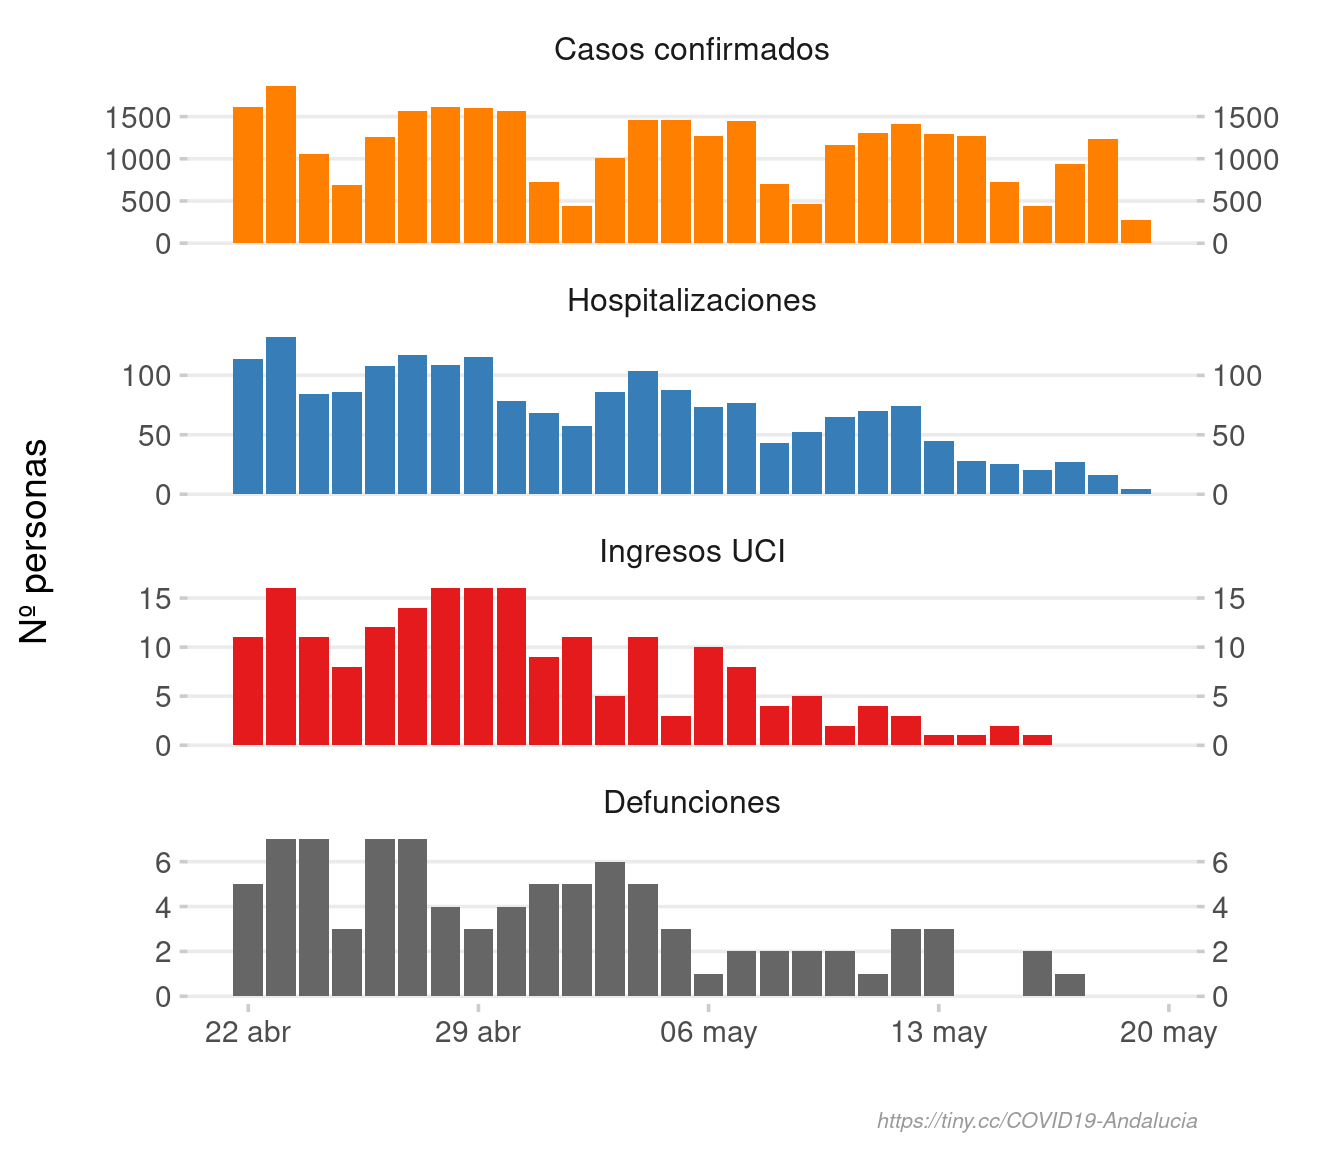 Casos confirmados
1500 1500
1000 1000
500 500
0 0
Hospitalizaciones
100 100
50 50
0 0
Nº personas
Ingresos UCI
15 15
10 10
5 5
0 0
Defunciones
6 6
4 4
2 2
0 0
22 abr 29 abr 06 may 13 may 20 may
https://tiny.cc/COVID19-Andalucia